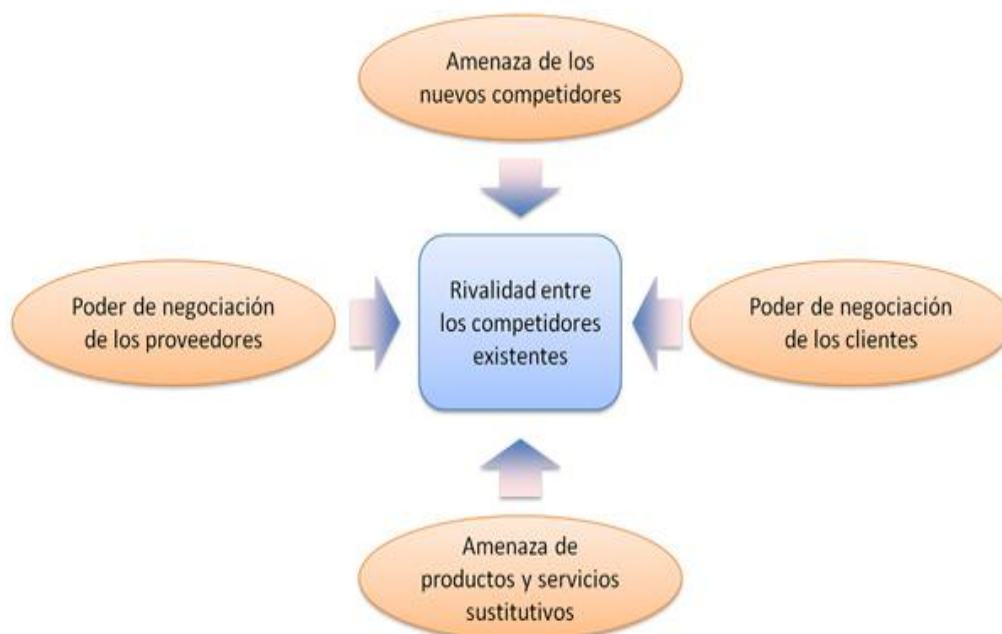 Amenaza de los
nuevos competidores
Poder de negociación
de los proveedores
Rivalidad entre
los competidores
existentes
Poder de negociación
de los clientes
Amenaza de
productos y servicios
sustitutivos